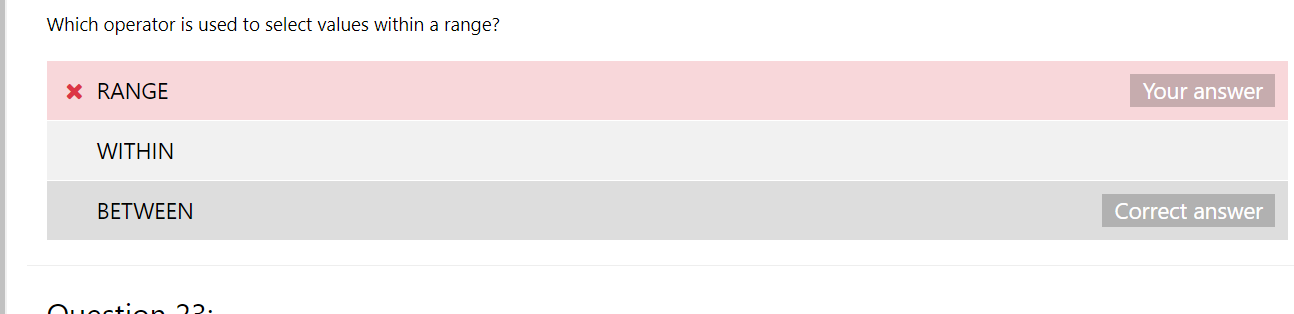 Which operator is used to select values within a range?
RANGE Your answer
WITHIN
BETWEEN Correct answer
Question 23: